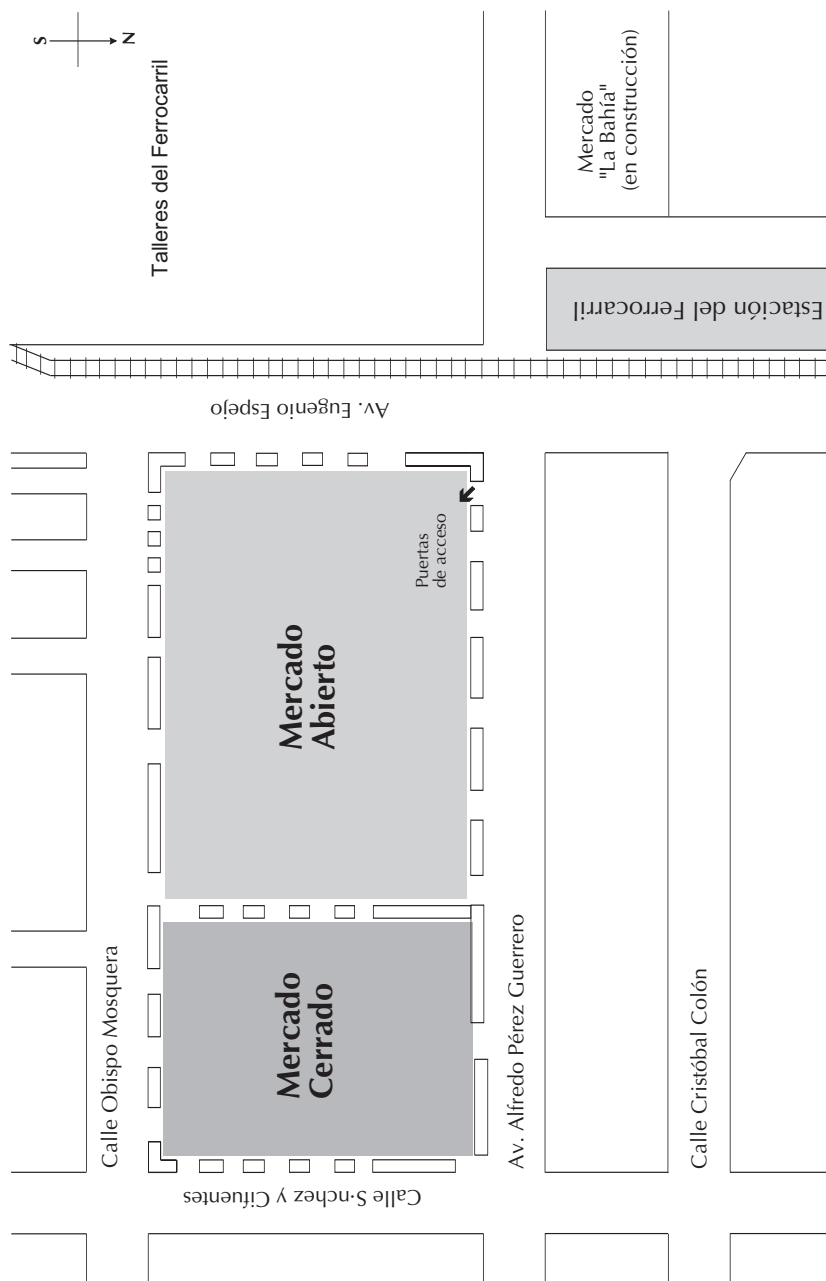 S
N
Talleres del Ferrocarril
Mercado
"La Bahía"
(en construcción)
Estación del Ferrocarril
Av. Eugenio Espejo
Puertas
de acceso
Mercado
Abierto
Mercado
Cerrado
Calle Obispo Mosquera
Av. Alfredo Pérez Guerrero
Calle Cristóbal Colón
Calle S·nchez y Cifuentes